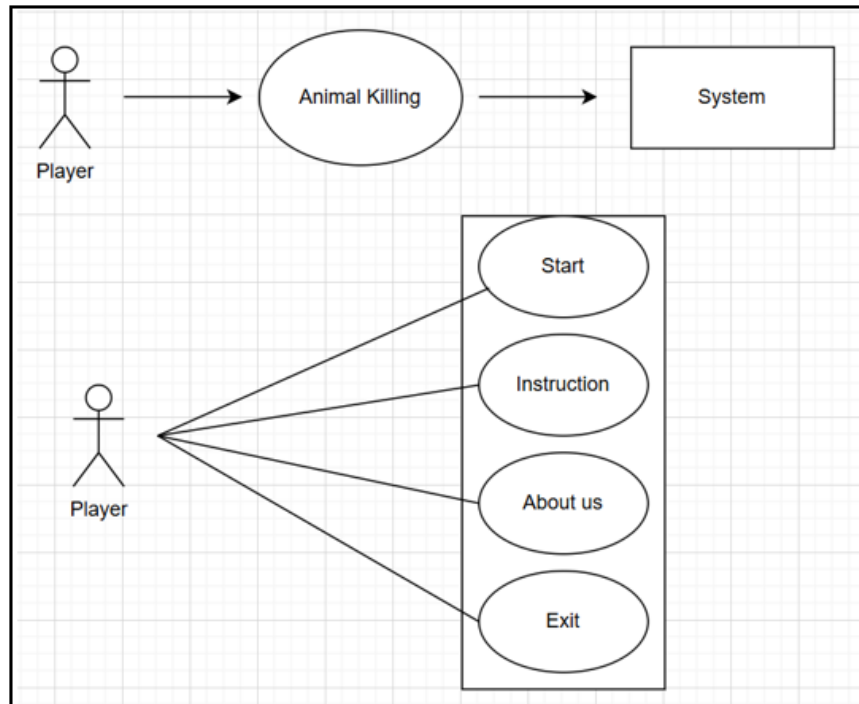 Animal Killing
System
Player
Start
Instruction
About us
Player
Exit